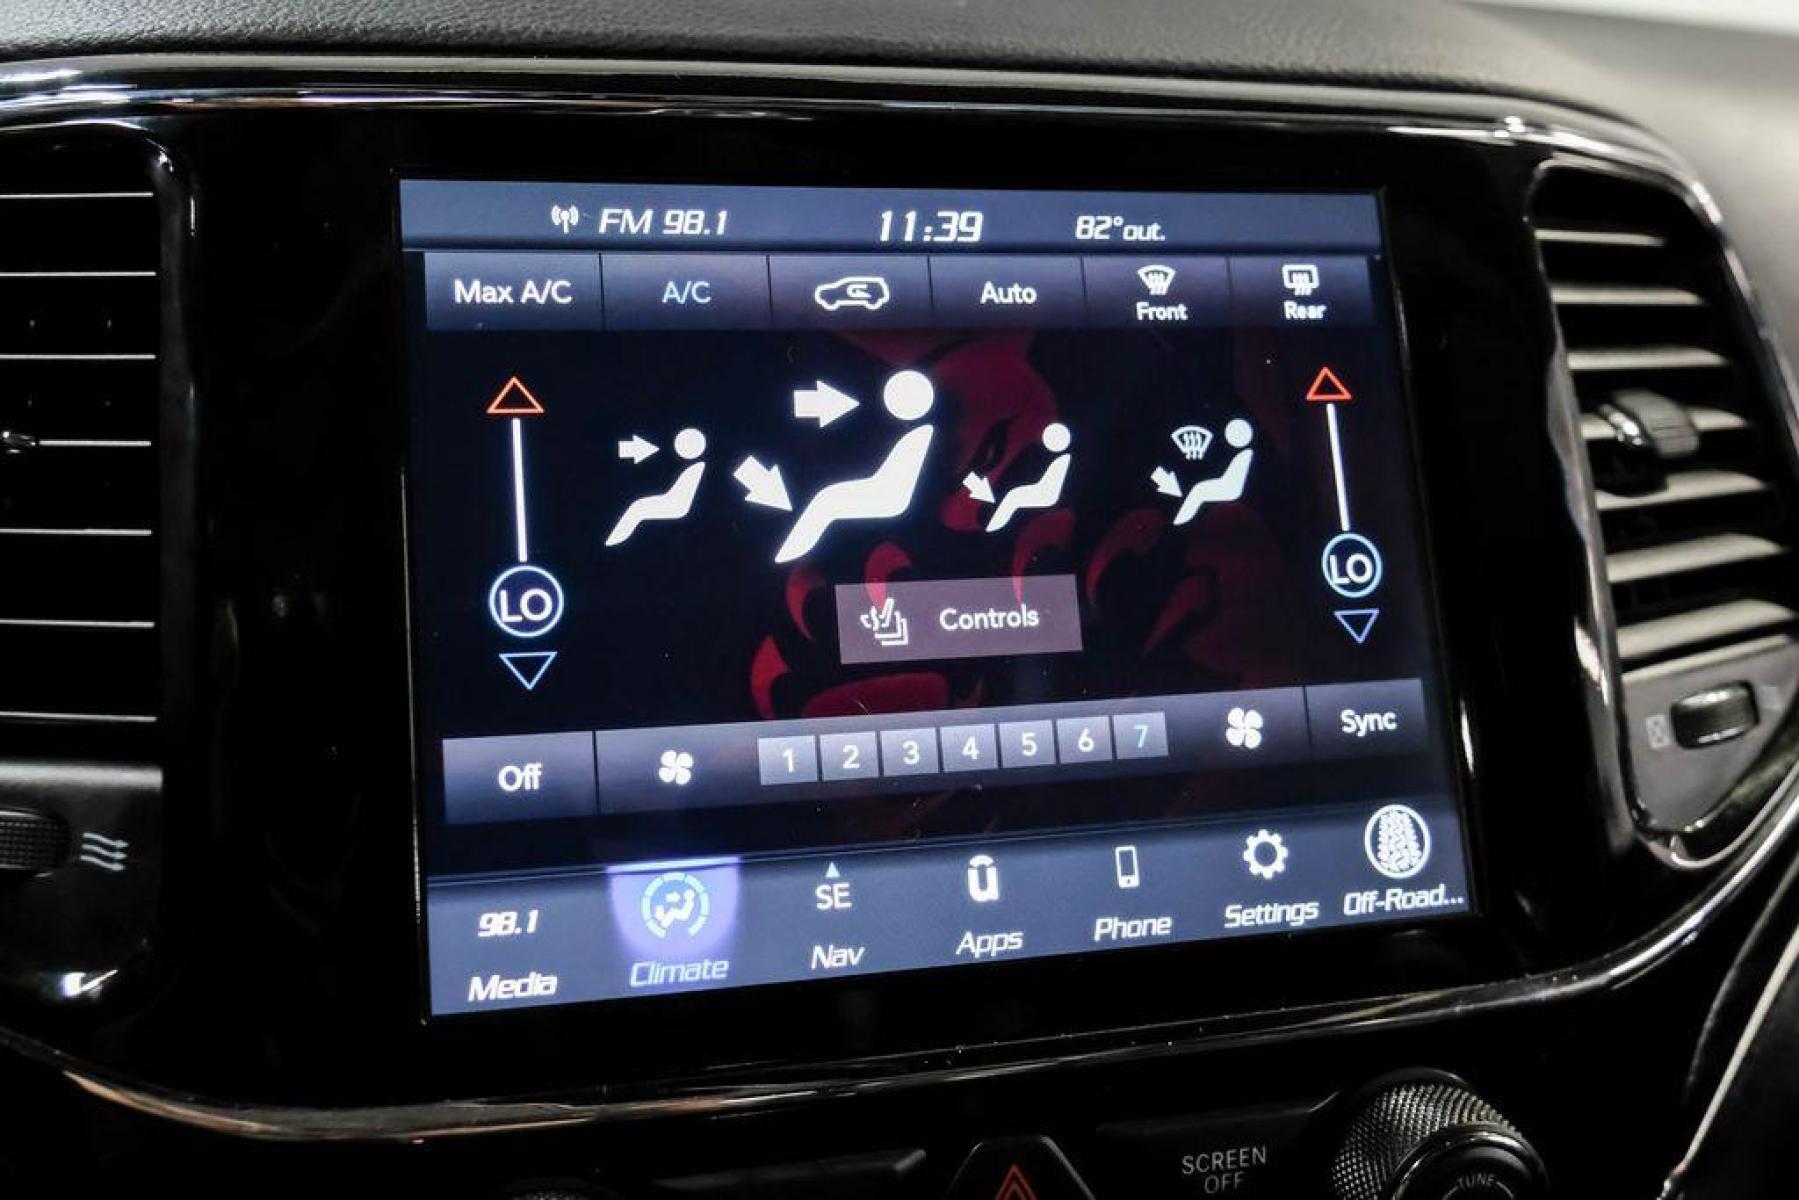 FM 98.1 11:39 82°out.
Max A/C A/C Auto Front Rear
LO LO
Controls
Off 1 2 3 4 5 6 7 Sync
98.1 SE
Media Climate Nav Apps Phone Settings Off-Road...
SCREEN
OFF
TUNE